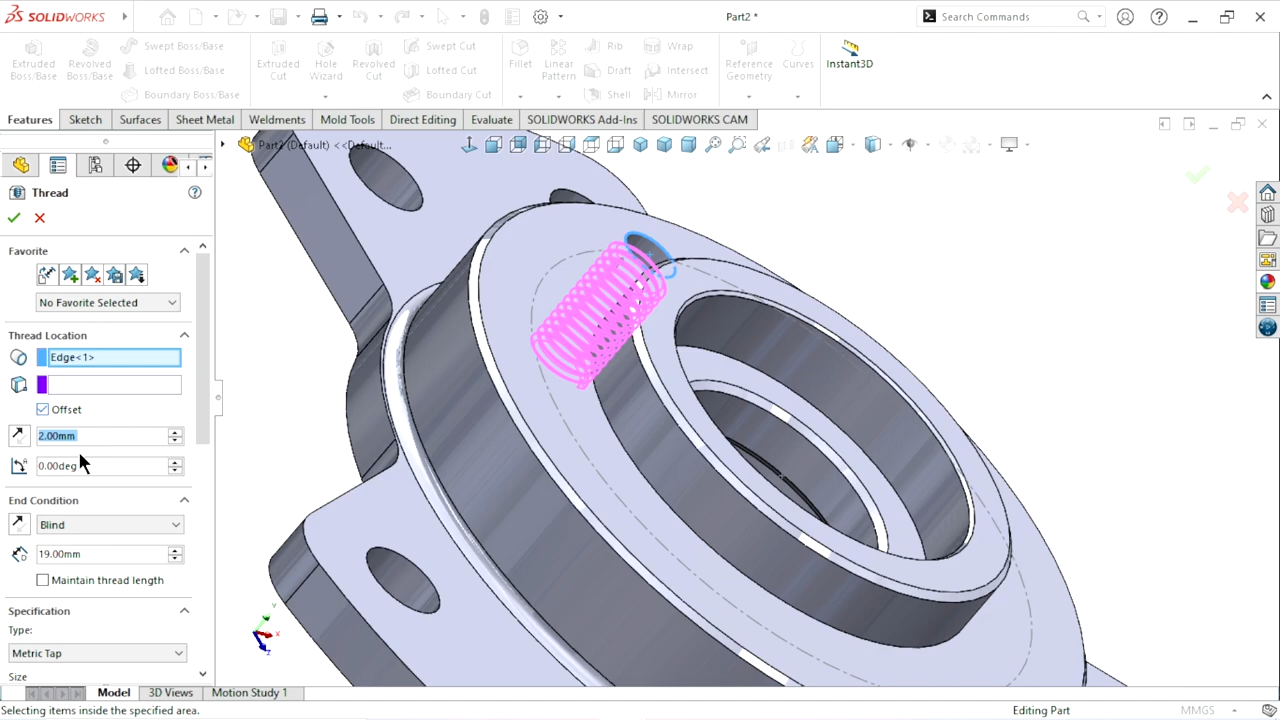 SOLIDWORKS
Part2 *
Search Commands
Extruded Boss/Base
Revolved Boss/Base
Swept Boss/Base
Lofted Boss/Base
Boundary Boss/Base
Extruded Cut
Hole Wizard
Revolved Cut
Swept Cut
Lofted Cut
Boundary Cut
Fillet
Linear Pattern
Rib
Draft
Shell
Wrap
Intersect
Mirror
Reference Geometry
Curves
Instant3D
Features
Sketch
Surfaces
Sheet Metal
Weldments
Mold Tools
Direct Editing
Evaluate
SOLIDWORKS Add-Ins
SOLIDWORKS CAM
Part2 (Default) <<Default...
Thread
Favorite
No Favorite Selected
Thread Location
Edge<1>
Offset
2.00mm
0.00deg
End Condition
Blind
19.00mm
Maintain thread length
Specification
Type:
Metric Tap
Size
Model
3D Views
Motion Study 1
Selecting items inside the specified area.
Editing Part
MMGS
Y
X
Z